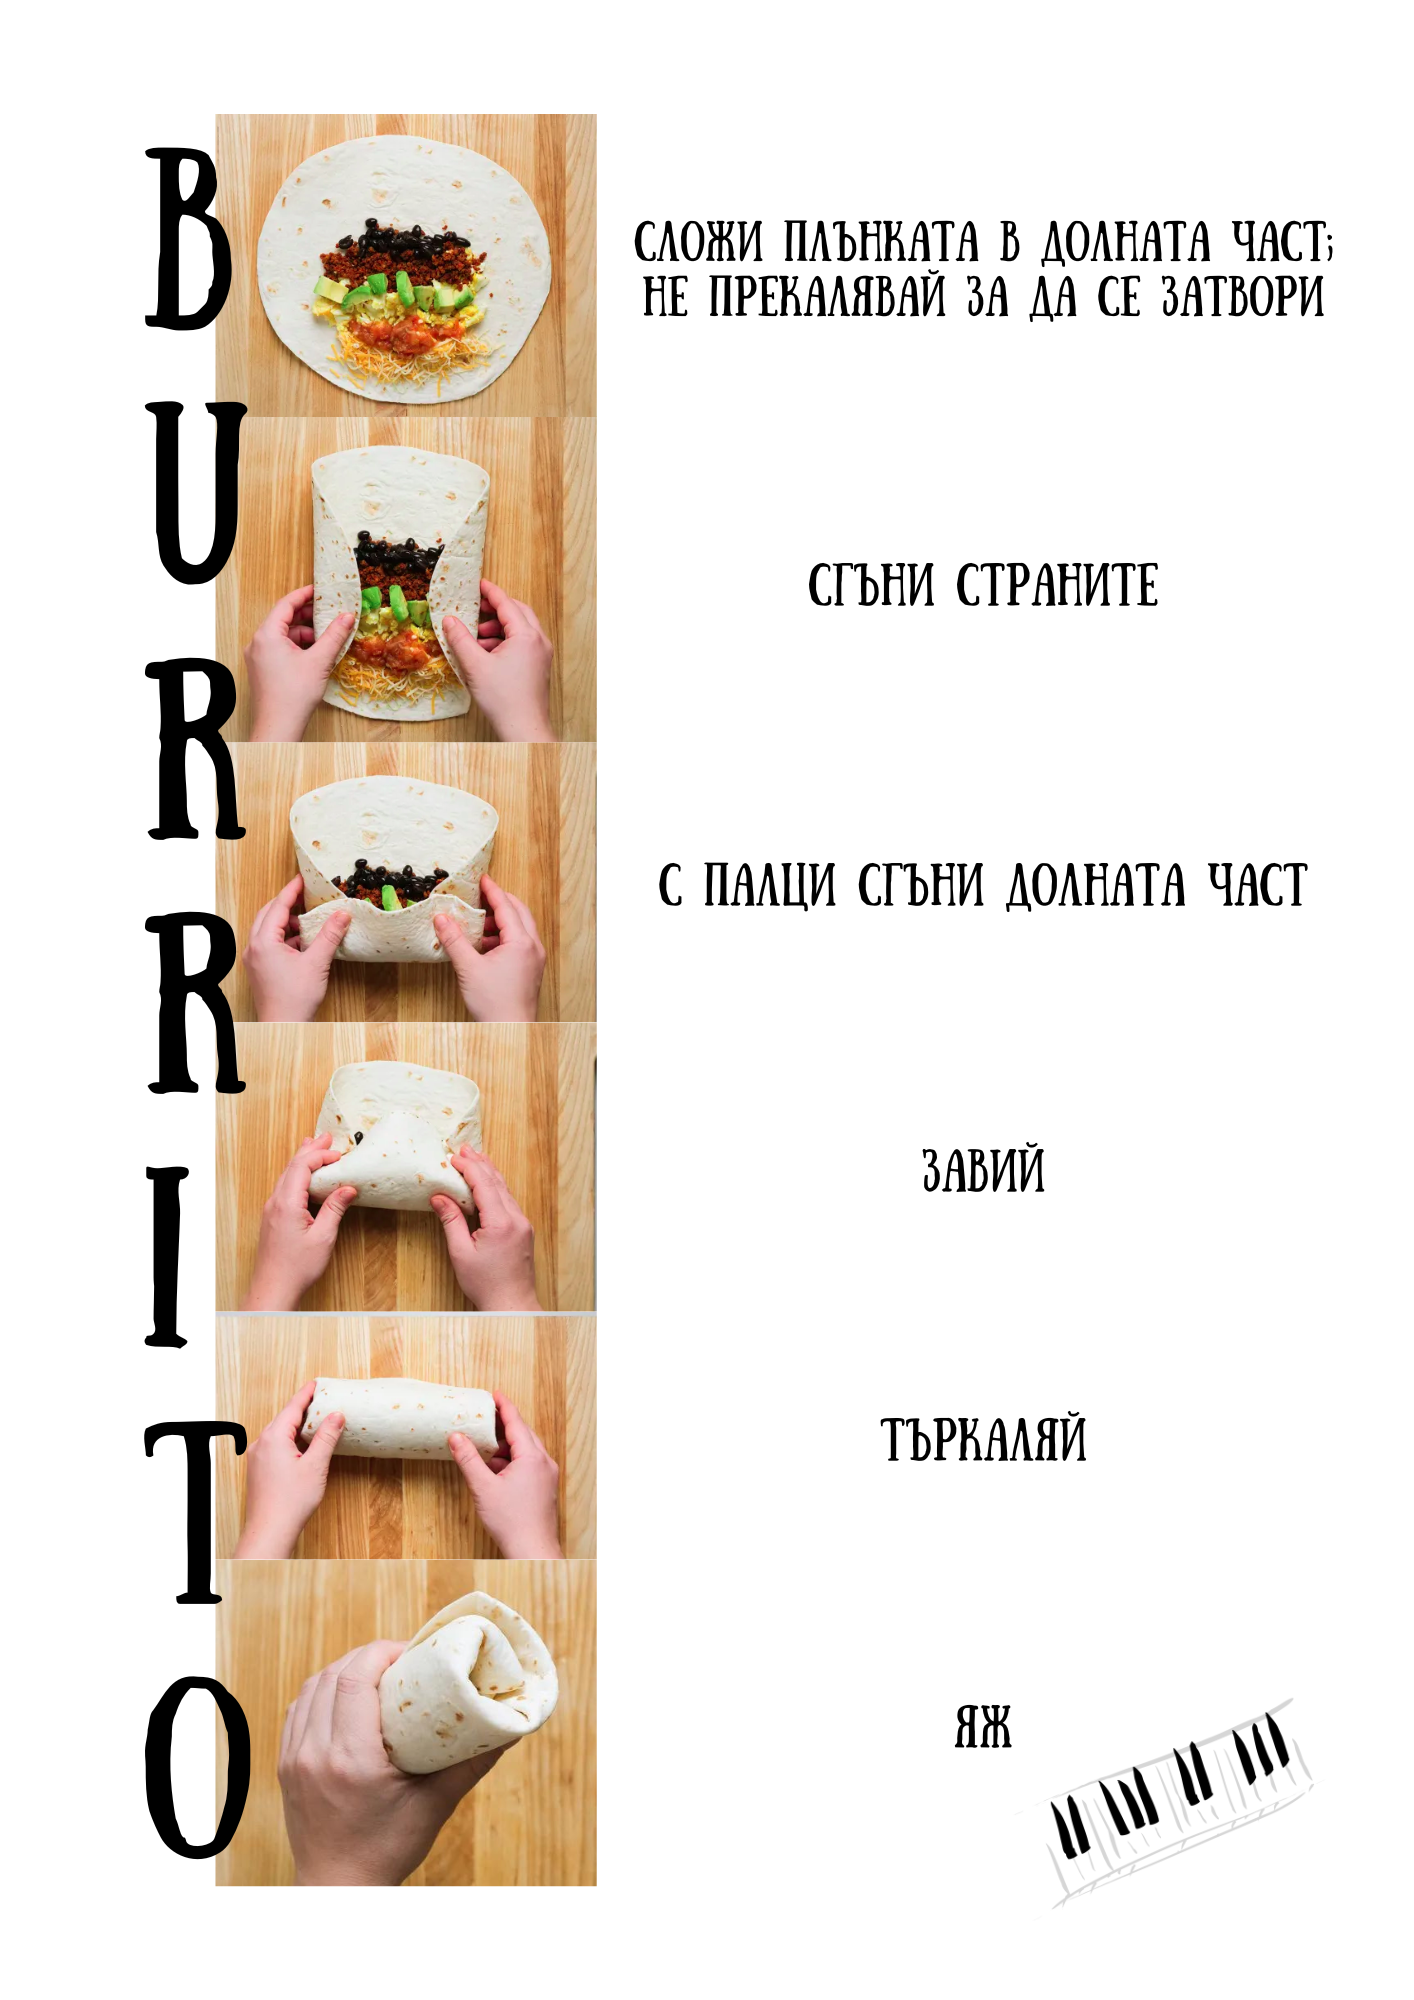 BURRITO
СЛОЖИ ПЛЪНКАТА В ДОЛНАТА ЧАСТ;
НЕ ПРЕКАЛЯВАЙ ЗА ДА СЕ ЗАТВОРИ
СГЪНИ СТРАНИТЕ
С ПАЛЦИ СГЪНИ ДОЛНАТА ЧАСТ
ЗАВИЙ
ТЪРКАЛЯЙ
ЯЖ